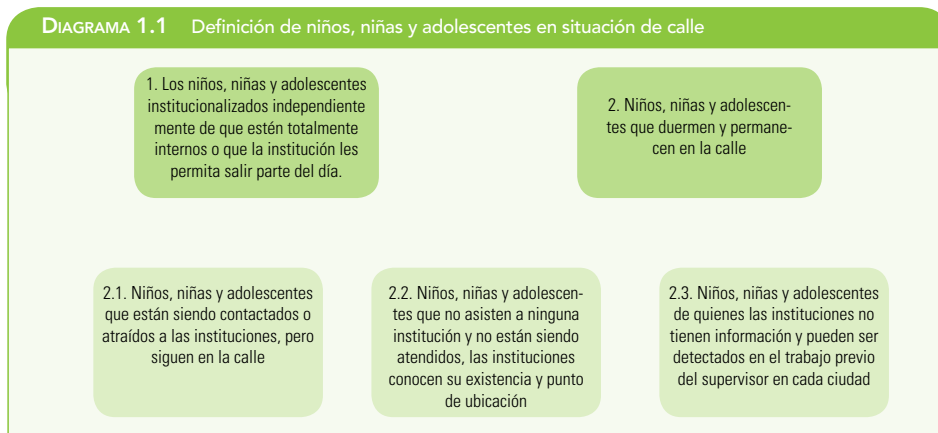 DIAGRAMA 1.1 Definición de niños, niñas y adolescentes en situación de calle
1. Los niños, niñas y adolescentes
institucionalizados independiente
mente de que estén totalmente
internos o que la institución les
permita salir parte del día.
2. Niños, niñas y adolescen-
tes que duermen y permane-
cen en la calle
2.1. Niños, niñas y adolescentes
que están siendo contactados o
atraídos a las instituciones, pero
siguen en la calle
2.2. Niños, niñas y adolescen-
tes que no asisten a ninguna
institución y no están siendo
atendidos, las instituciones
conocen su existencia y punto
de ubicación
2.3. Niños, niñas y adolescentes
de quienes las instituciones no
tienen información y pueden ser
detectados en el trabajo previo
del supervisor en cada ciudad